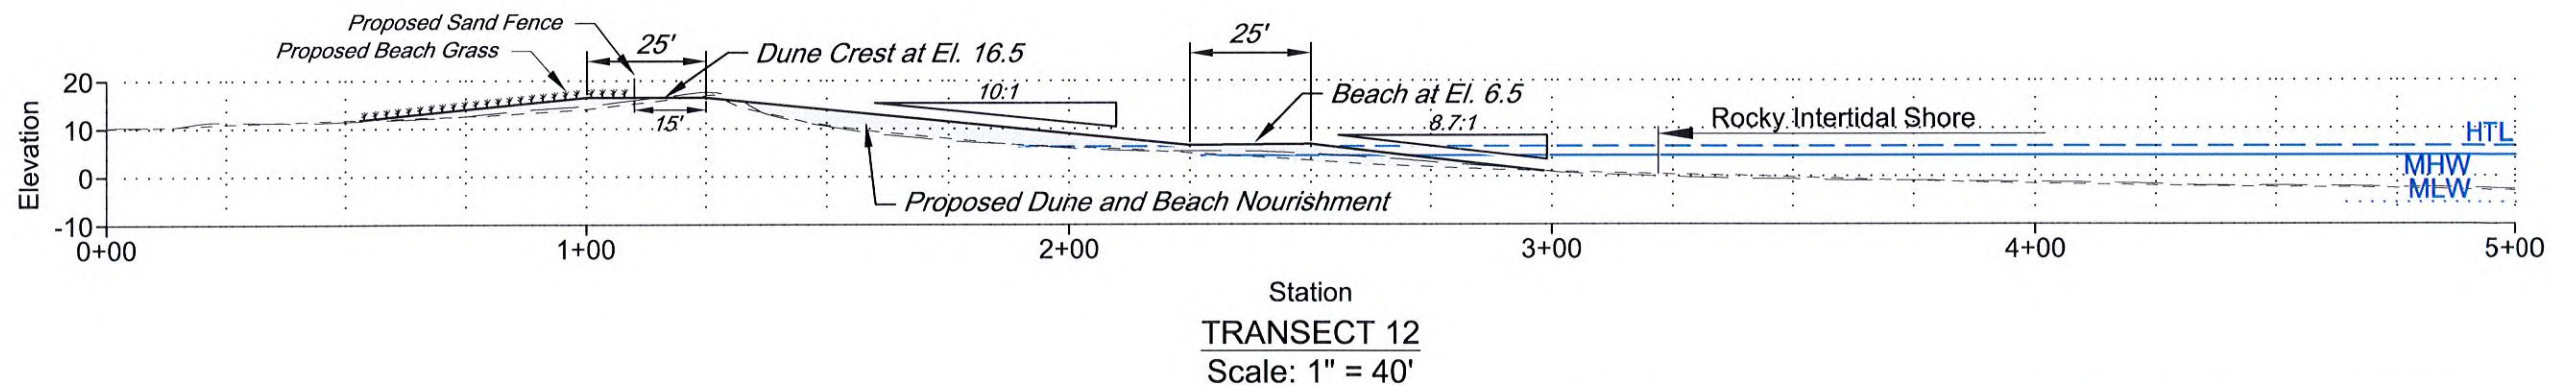 Proposed Sand Fence
Proposed Beach Grass
25'
Dune Crest at El. 16.5
25'
Beach at El. 6.5
10:1
15'
8.7:1
Rocky Intertidal Shore
HTL
MHW
MLW
Proposed Dune and Beach Nourishment
Elevation
20
10
0
-10
0+00
1+00
2+00
3+00
4+00
5+00
Station
TRANSECT 12
Scale: 1" = 40'